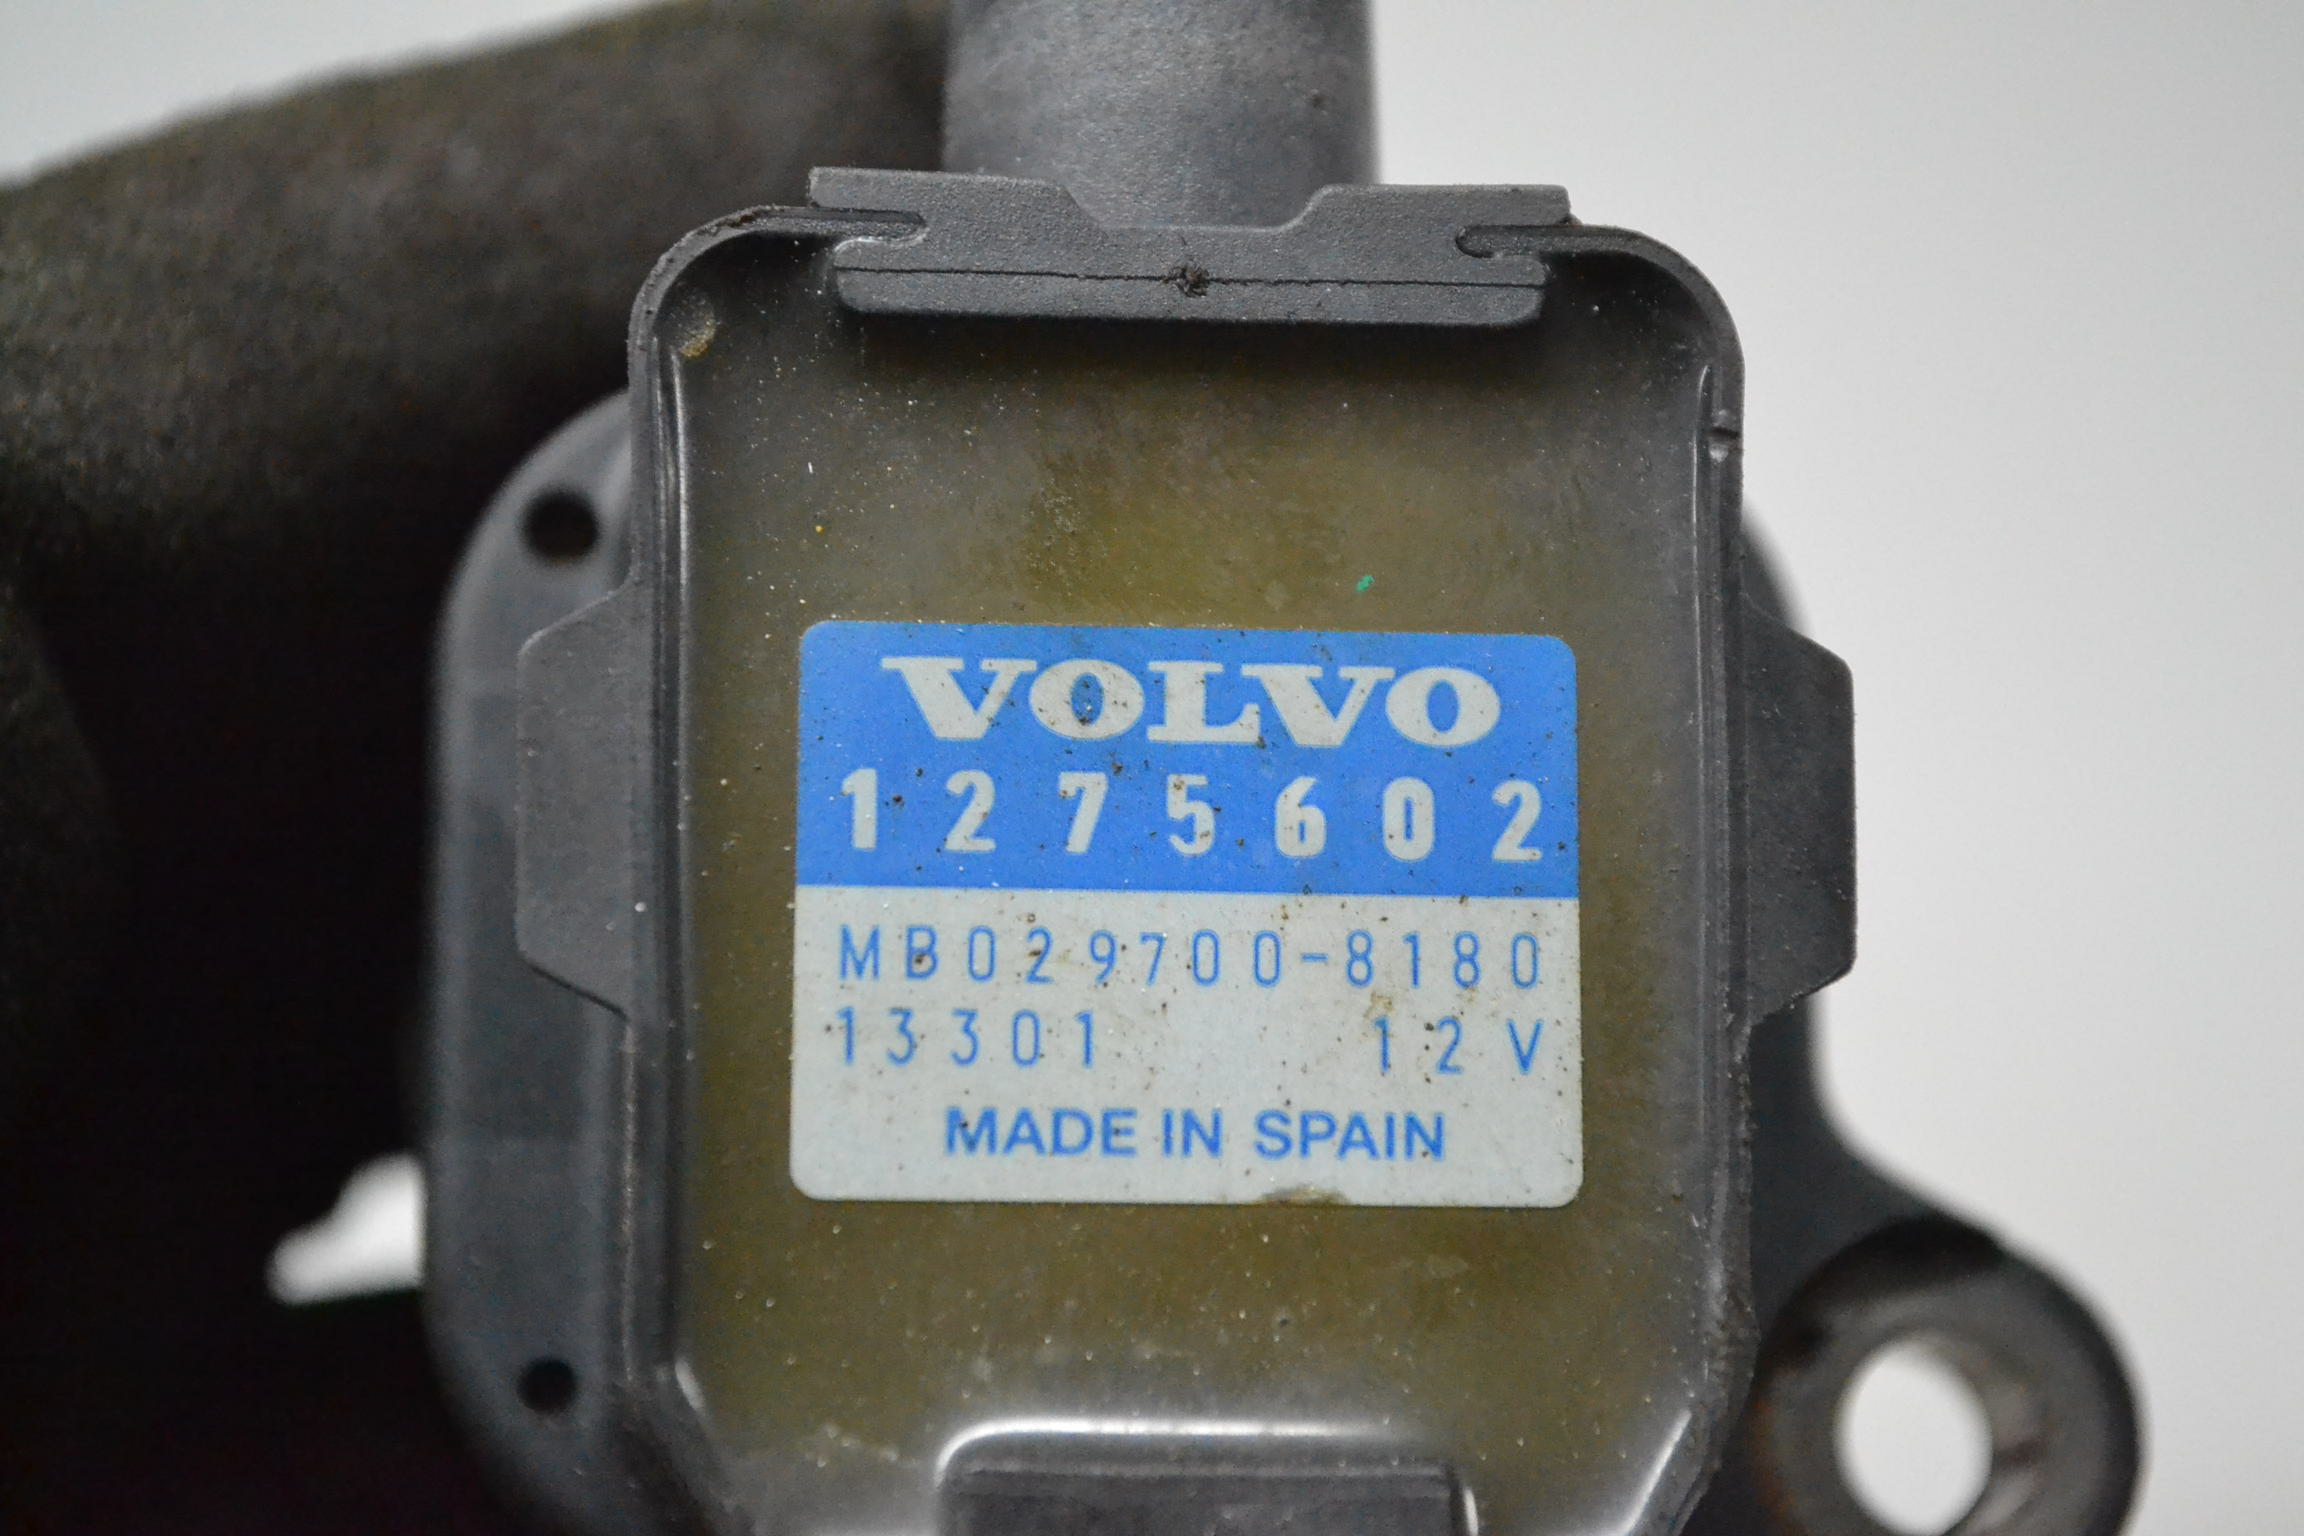 VOLVO
1275602
MB029700-8180
13301 12V
MADE IN SPAIN